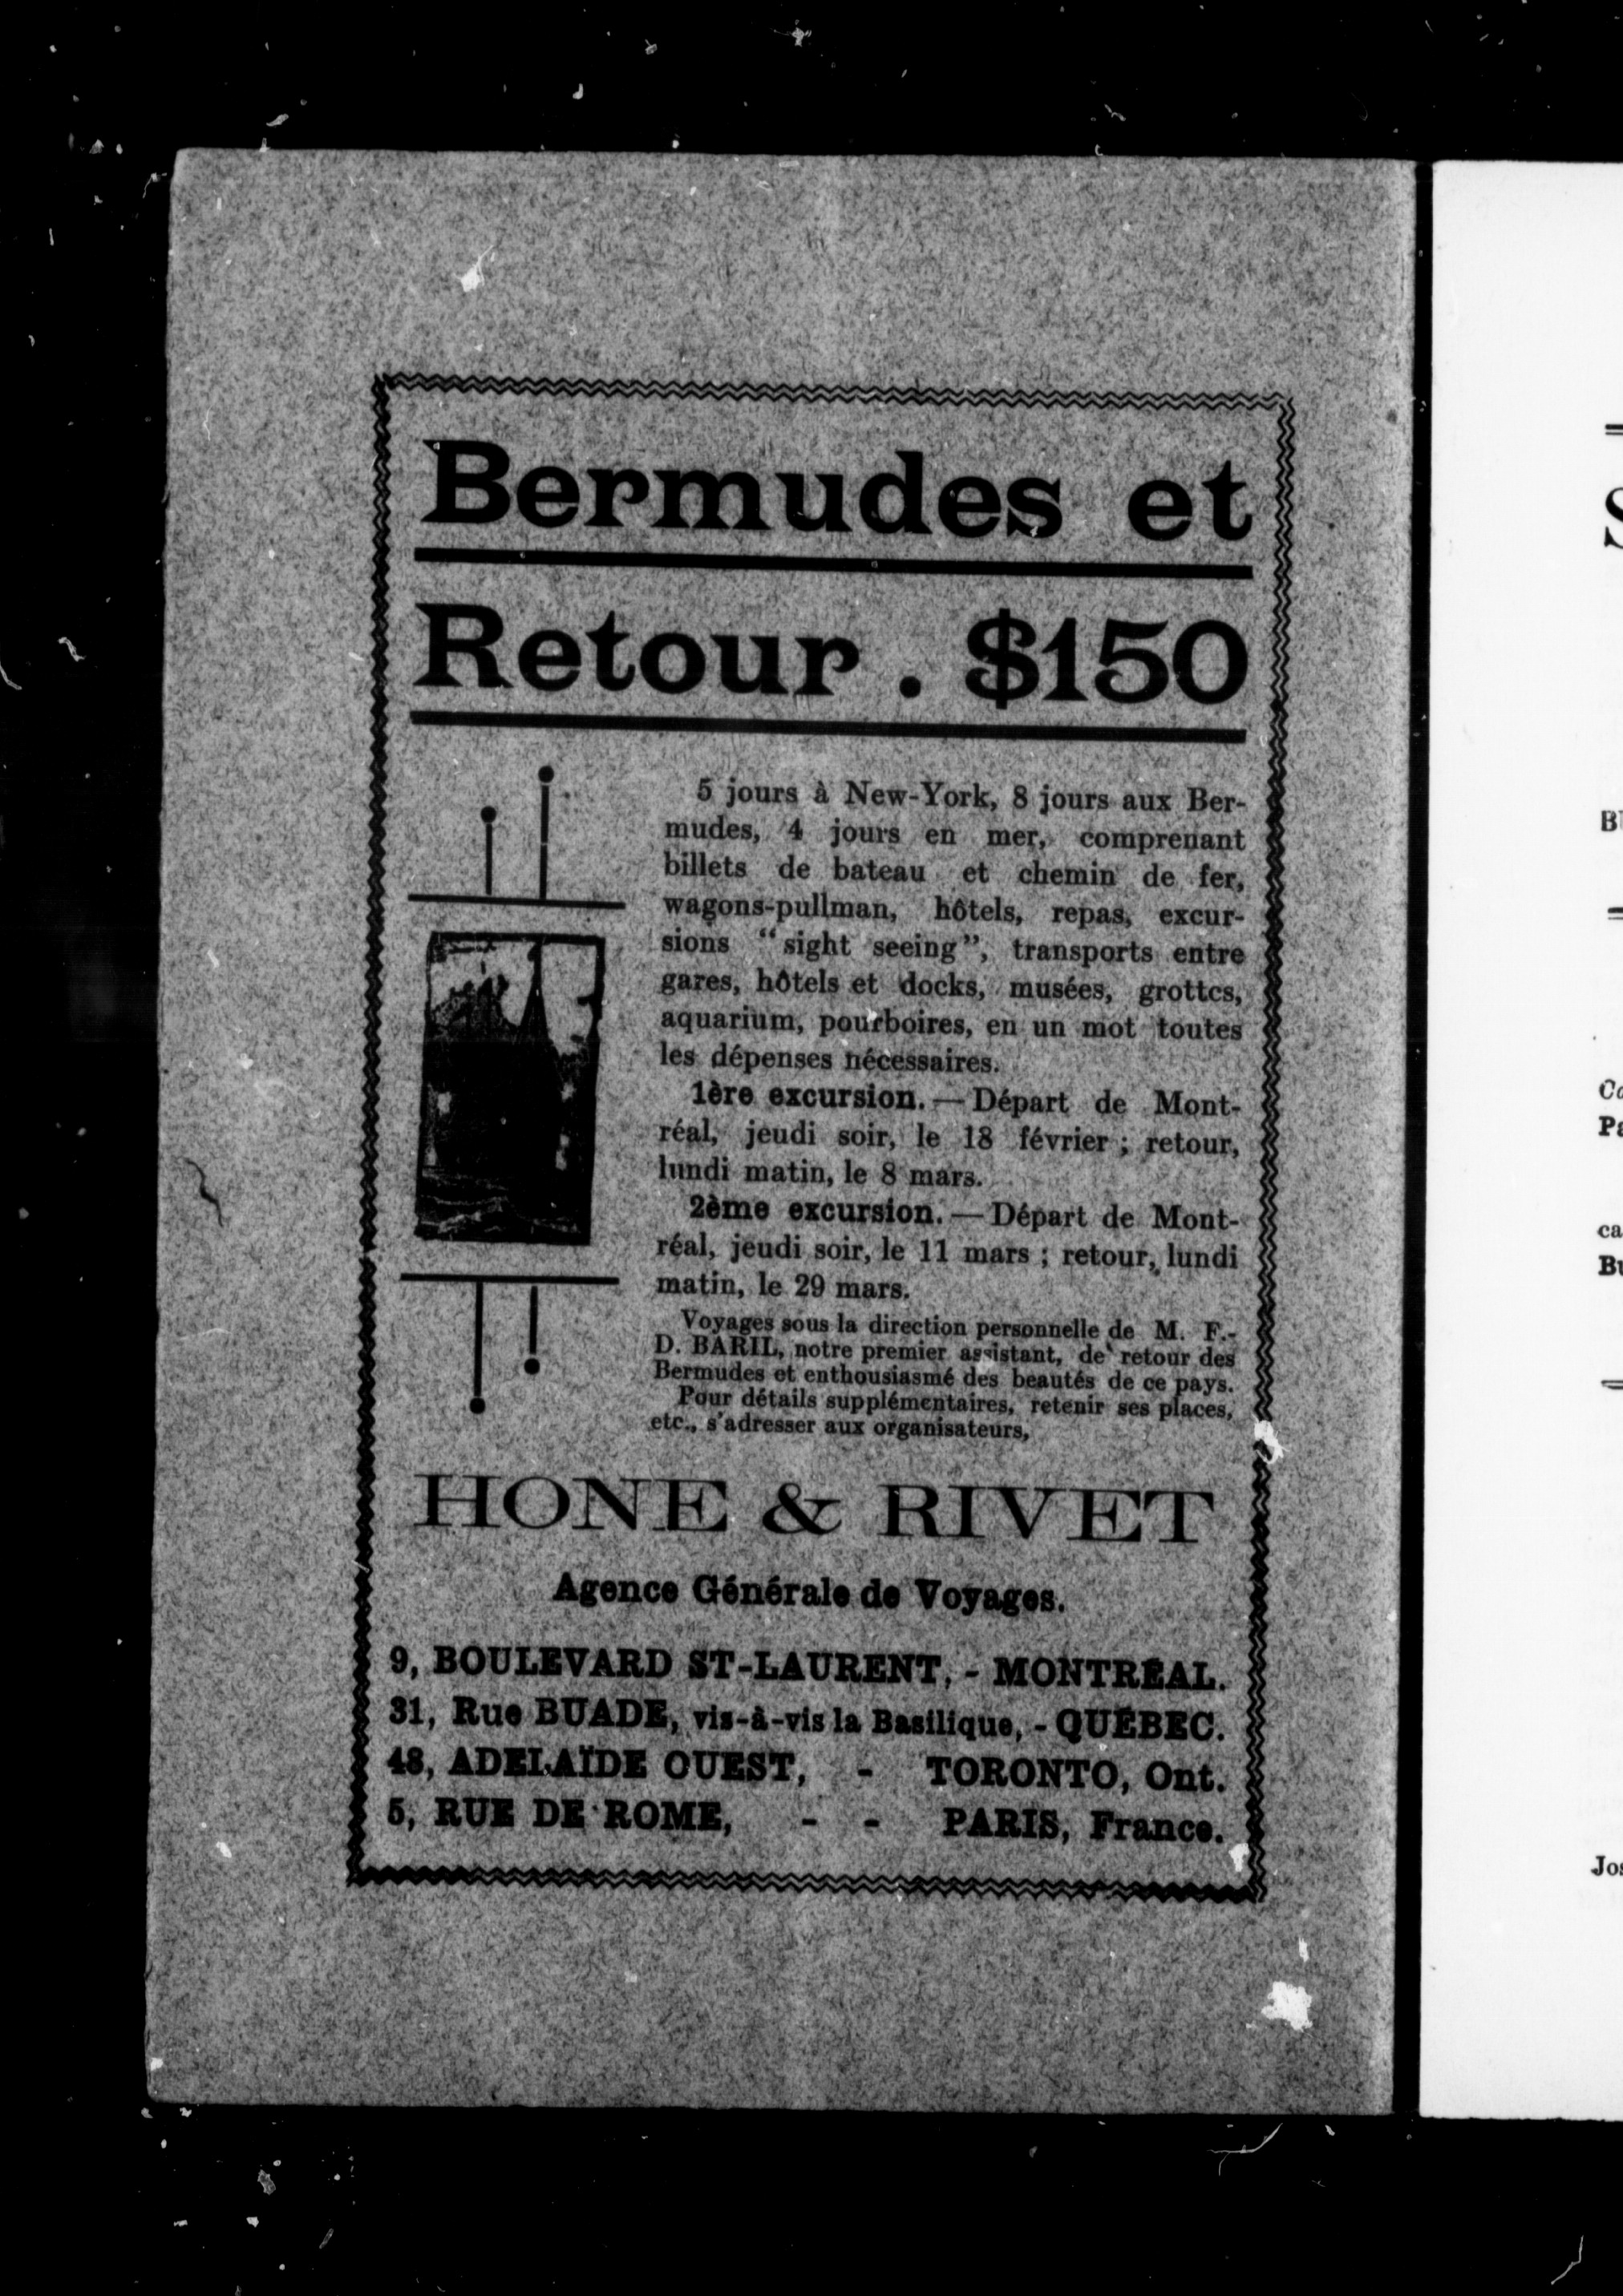 Bermudes et
Retour . $150
5 jours à New-York, 8 jours aux Ber-
mudes, 4 jours en mer, comprenant
billets de bateau et chemin de fer,
wagons-pullman, hôtels, repas, excur-
sions “sight seeing”, transports entre
gares, hôtels et docks, musées, grottes,
aquarium, pourboires, en un mot toutes
les dépenses nécessaires.
1ère excursion. — Départ de Mont-
réal, jeudi soir, le 18 février ; retour,
lundi matin, le 8 mars.
2ème excursion. — Départ de Mont-
réal, jeudi soir, le 11 mars ; retour, lundi
matin, le 29 mars.
Voyages sous la direction personnelle de M. F.-
D. BARIL, notre premier assistant, de retour des
Bermudes et enthousiasmé des beautés de ce pays.
Pour détails supplémentaires, retenir ses places,
etc., s'adresser aux organisateurs,
HONE & RIVET
Agence Générale de Voyages.
9, BOULEVARD ST-LAURENT, - MONTRÉAL.
31, Rue BUADE, vis-à-vis la Basilique, - QUÉBEC.
48, ADELAÏDE OUEST, - TORONTO, Ont.
5, RUE DE ROME, - - PARIS, France.